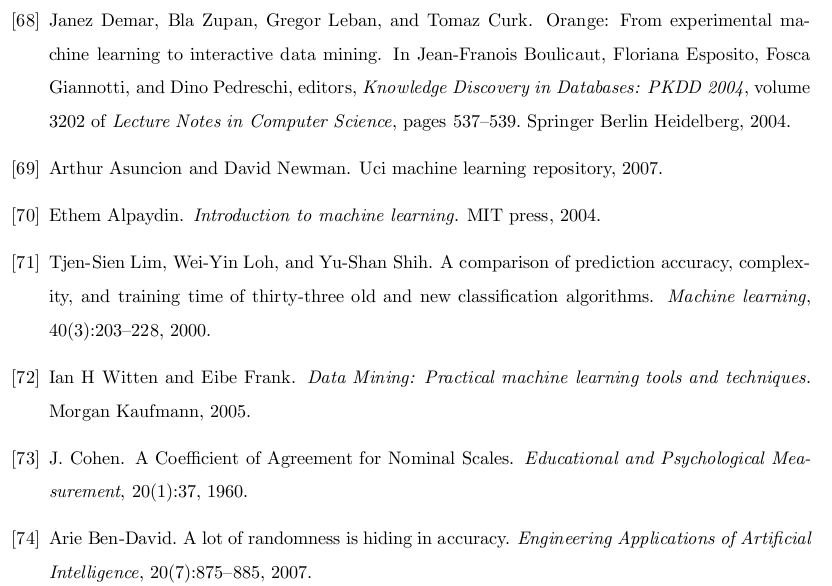 [68] Janez Demar, Bla Zupan, Gregor Leban, and Tomaz Curk. Orange: From experimental ma-
chine learning to interactive data mining. In Jean-Franois Boulicaut, Floriana Esposito, Fosca
Giannotti, and Dino Pedreschi, editors, Knowledge Discovery in Databases: PKDD 2004, volume
3202 of Lecture Notes in Computer Science, pages 537–539. Springer Berlin Heidelberg, 2004.
[69] Arthur Asuncion and David Newman. Uci machine learning repository, 2007.
[70] Ethem Alpaydin. Introduction to machine learning. MIT press, 2004.
[71] Tjen-Sien Lim, Wei-Yin Loh, and Yu-Shan Shih. A comparison of prediction accuracy, complex-
ity, and training time of thirty-three old and new classification algorithms. Machine learning,
40(3):203–228, 2000.
[72] Ian H Witten and Eibe Frank. Data Mining: Practical machine learning tools and techniques.
Morgan Kaufmann, 2005.
[73] J. Cohen. A Coefficient of Agreement for Nominal Scales. Educational and Psychological Mea-
surement, 20(1):37, 1960.
[74] Arie Ben-David. A lot of randomness is hiding in accuracy. Engineering Applications of Artificial
Intelligence, 20(7):875–885, 2007.